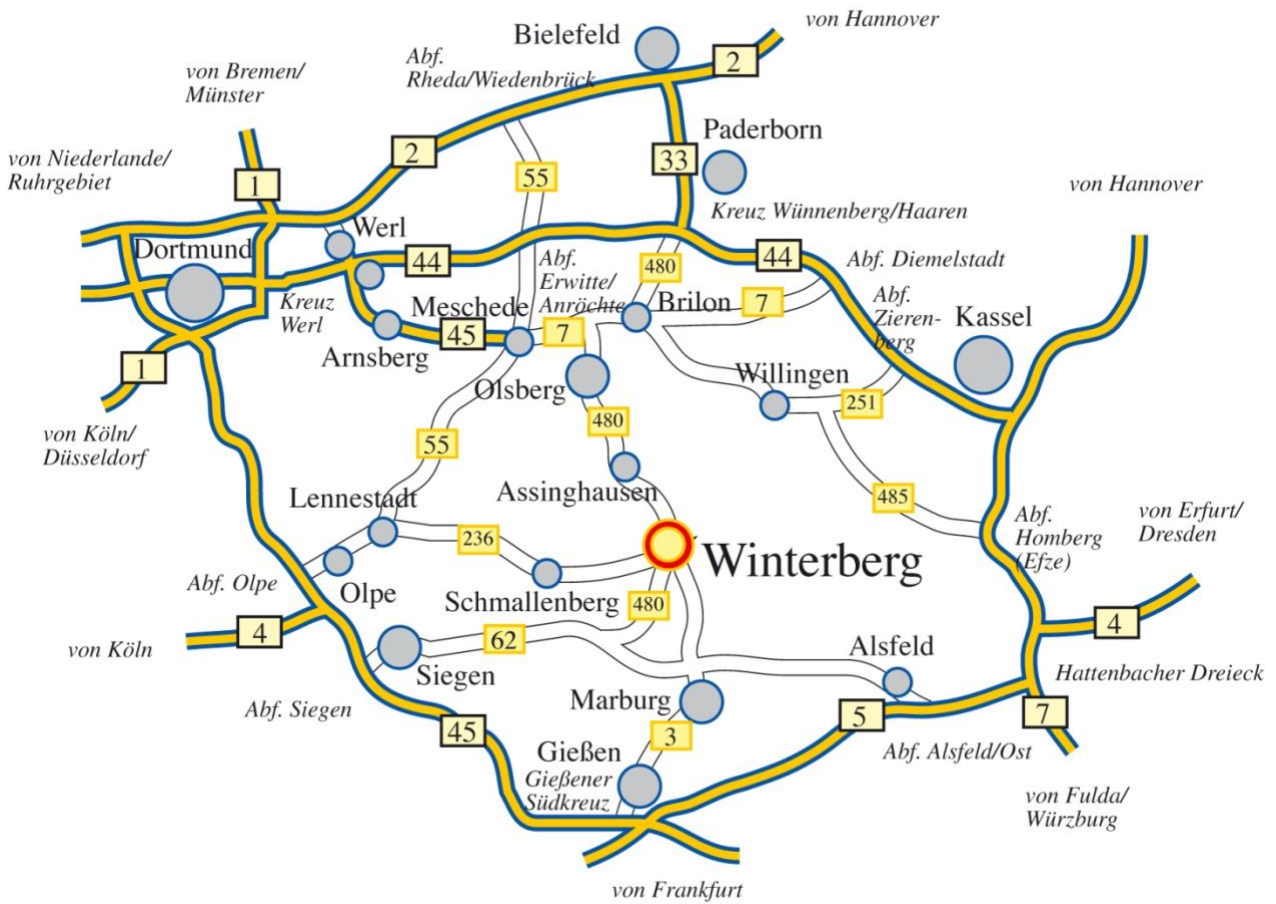 von Hannover
Bielefeld
2
Abf.
Rheda/Wiedenbrück
von Bremen/
Münster
Paderborn
2
33
von Niederlande/
Ruhrgebiet
1
55
von Hannover
Kreuz Wünnenberg/Haaren
Werl
Dortmund
44
44
Abf.
Erwitte/
Anröchte
480
Abf. Diemelstadt
Kreuz
Werl
Meschede
Brilon
7
Abf.
Zieren-
berg
Kassel
45
7
Arnsberg
1
Olsberg
Willingen
251
480
von Köln/
Düsseldorf
55
Assinghausen
Lennestadt
485
Abf.
Homberg
(Efze)
von Erfurt/
Dresden
236
Winterberg
Abf. Olpe
Olpe
Schmallenberg
480
4
4
von Köln
62
Siegen
Alsfeld
Hattenbacher Dreieck
Abf. Siegen
Marburg
5
7
45
3
Gießen
Abf. Alsfeld/Ost
Gießener
Südkreuz
von Fulda/
Würzburg
von Frankfurt